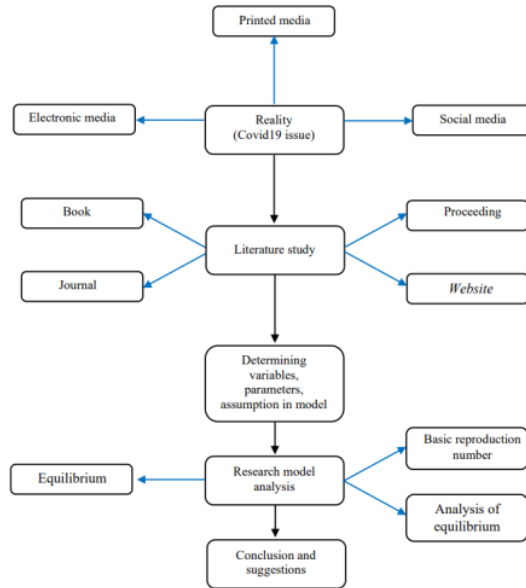 Printed media
Electronic media
Reality
(Covid19 issue)
Social media
Book
Proceeding
Literature study
Journal
Website
Determining
variables,
parameters,
assumption in model
Basic reproduction
number
Equilibrium
Research model
analysis
Analysis of
equilibrium
Conclusion and
suggestions